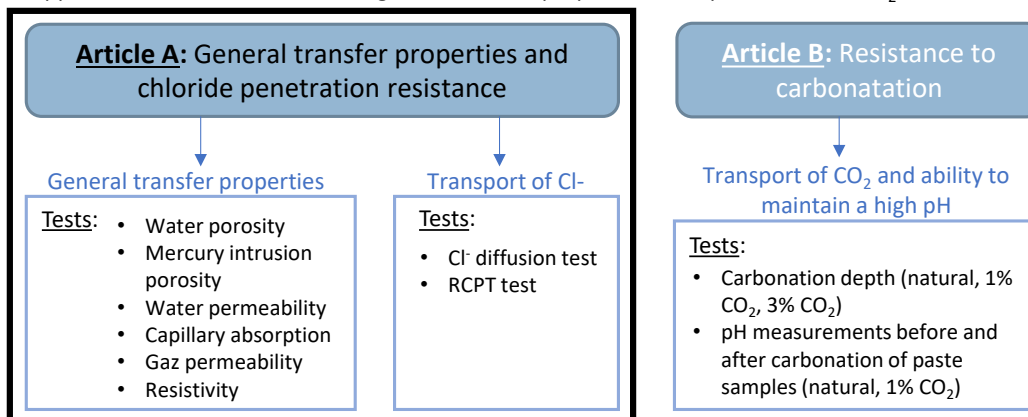 Article A: General transfer properties and
chloride penetration resistance
General transfer properties
Tests:
• Water porosity
• Mercury intrusion
porosity
• Water permeability
• Capillary absorption
• Gaz permeability
• Resistivity
Transport of Cl-
Tests:
• Cl⁻ diffusion test
• RCPT test
Article B: Resistance to
carbonatation
Transport of CO₂ and ability to
maintain a high pH
Tests:
• Carbonation depth (natural, 1%
CO₂, 3% CO₂)
• pH measurements before and
after carbonation of paste
samples (natural, 1% CO₂)